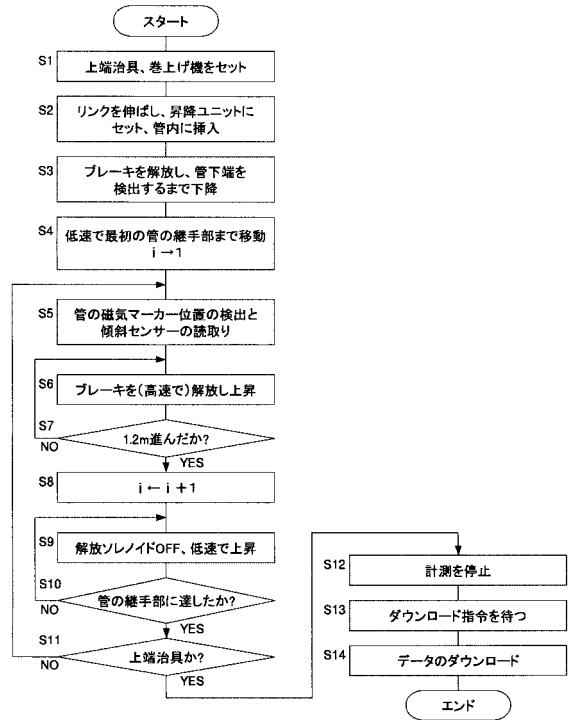 スタート
S1
上端治具、巻上げ機をセット
S2
リンクを伸ばし、昇降ユニットに
セット、管内に挿入
S3
ブレーキを解放し、管下端を
検出するまで下降
S4
低速で最初の管の継手部まで移動
i→1
S5
管の磁気マーカー位置の検出と
傾斜センサーの読取り
S6
ブレーキを(高速で)解放し上昇
S7
1.2m進んだか?
NO
YES
S8
i ← i +1
S9
解放ソレノイドOFF、低速で上昇
S10
管の継手部に達したか?
NO
YES
S11
上端治具か?
NO
YES
S12
計測を停止
S13
ダウンロード指令を待つ
S14
データのダウンロード
エンド